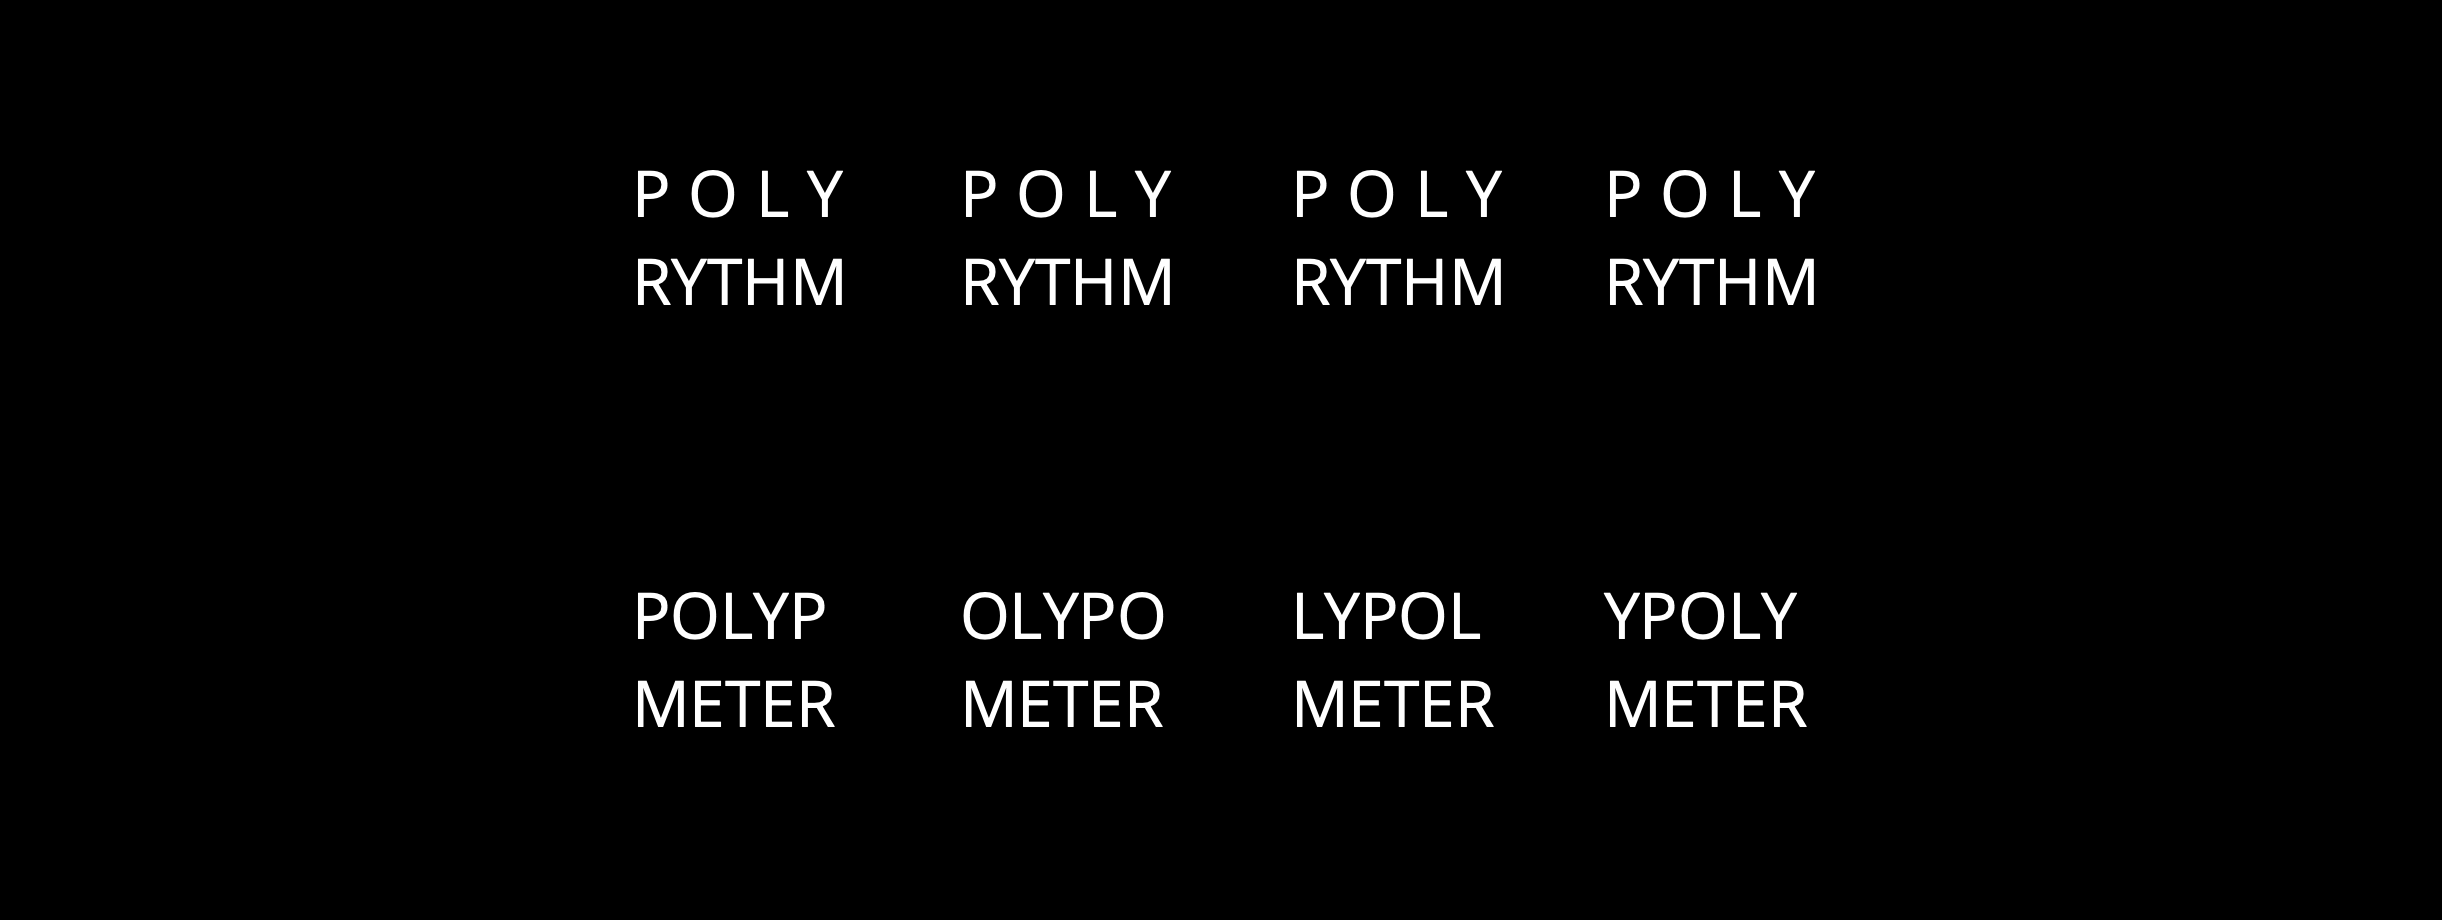 P O L Y P O L Y P O L Y P O L Y
RYTHM RYTHM RYTHM RYTHM
POLYP OLYPO LYPOL YPOLY
METER METER METER METER